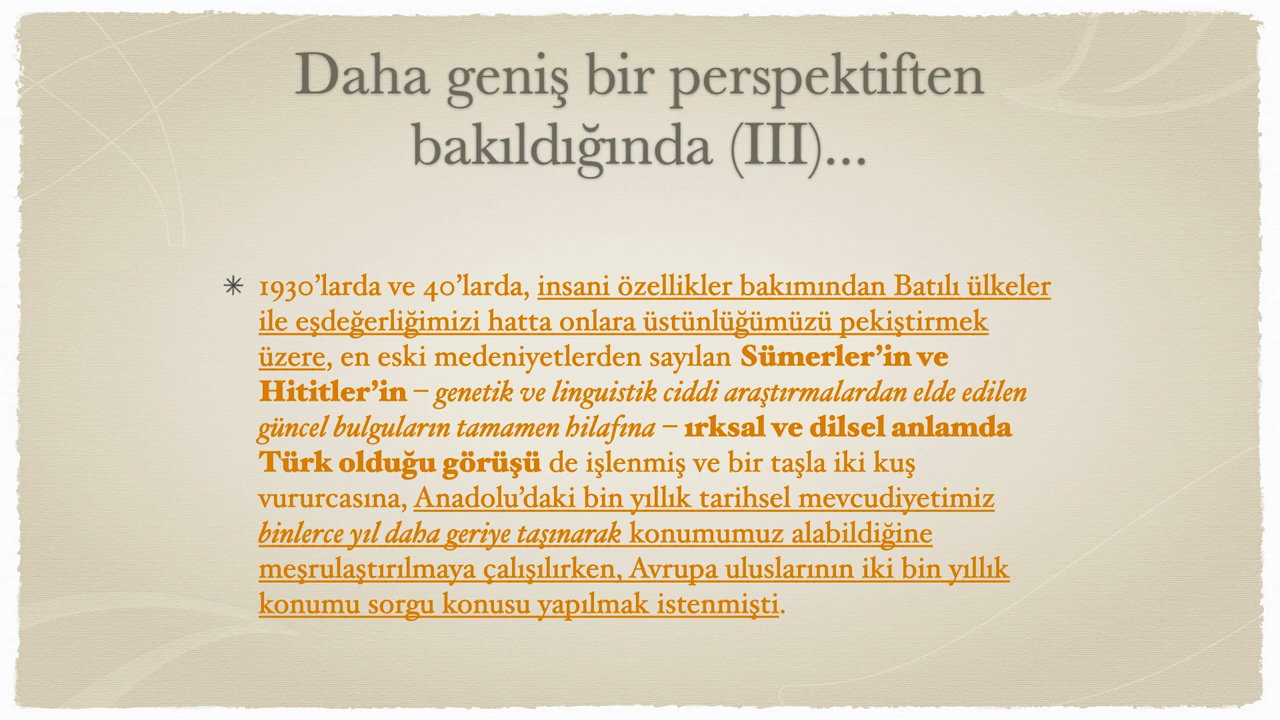 Daha geniş bir perspektiften
bakıldığında (III)...
✳ 1930’larda ve 40’larda, insani özellikler bakımından Batılı ülkeler
ile eşdeğerliğimizi hatta onlara üstünlüğümüzü pekiştirmek
üzere, en eski medeniyetlerden sayılan Sümerler’in ve
Hititler’in – genetik ve linguistik ciddi araştırmalardan elde edilen
güncel bulguların tamamen hilafına – ırksal ve dilsel anlamda
Türk olduğu görüşü de işlenmiş ve bir taşla iki kuş
vururcasına, Anadolu’daki bin yıllık tarihsel mevcudiyetimiz
binlerce yıl daha geriye taşınarak konumumuz alabildiğine
meşrulaştırılmaya çalışılırken, Avrupa uluslarının iki bin yıllık
konumu sorgu konusu yapılmak istenmişti.